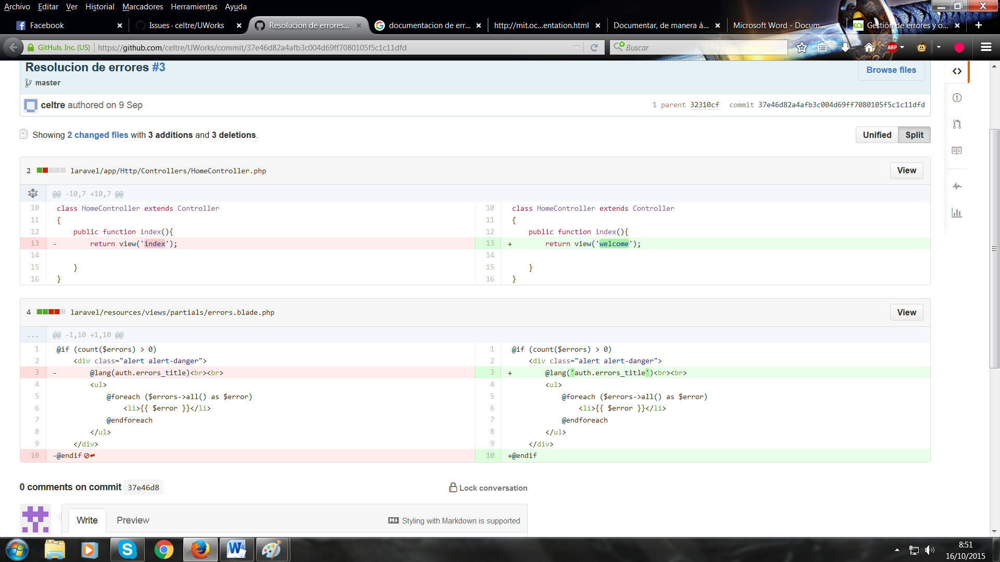 Archivo Editar Ver Historial Marcadores Herramientas Ayuda
Facebook Issues · celtre/UWorks Resolucion de errores... documentacion de err... http://mit.oc...entation.html Documentar, de manera á... Microsoft Word - Docum... Gestión de errores y o...
GitHub, Inc. (US) https://github.com/celtre/UWorks/commit/37e46d82a4afb3c004d69ff7080105f5c1c11dfd Buscar ABP
Resolucion de errores #3
Browse files
master
celtre authored on 9 Sep 1 parent 32310cf commit 37e46d82a4afb3c004d69ff7080105f5c1c11dfd
Showing 2 changed files with 3 additions and 3 deletions. Unified Split
2 laravel/app/Http/Controllers/HomeController.php View
@@ -10,7 +10,7 @@
10 class HomeController extends Controller 10 class HomeController extends Controller
11 { 11 {
12 public function index(){ 12 public function index(){
13 - return view('index'); 13 + return view('welcome');
14 14
15 } 15 }
16 } 16 }
4 laravel/resources/views/partials/errors.blade.php View
... @@ -1,10 +1,10 @@
1 @if (count($errors) > 0) 1 @if (count($errors) > 0)
2 <div class="alert alert-danger"> 2 <div class="alert alert-danger">
3 - @lang(auth.errors_title)<br><br> 3 + @lang('auth.errors_title')<br><br>
4 <ul> 4 <ul>
5 @foreach ($errors->all() as $error) 5 @foreach ($errors->all() as $error)
6 <li>{{ $error }}</li> 6 <li>{{ $error }}</li>
7 @endforeach 7 @endforeach
8 </ul> 8 </ul>
9 </div> 9 </div>
10 -@endif 10 +@endif
0 comments on commit 37e46d8 Lock conversation
Write Preview Styling with Markdown is supported
8:51
16/10/2015